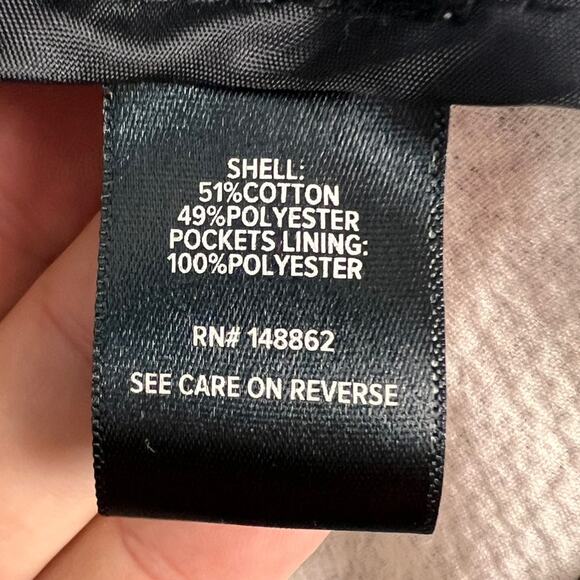 SHELL:
51%COTTON
49%POLYESTER
POCKETS LINING:
100%POLYESTER
RN# 148862
SEE CARE ON REVERSE